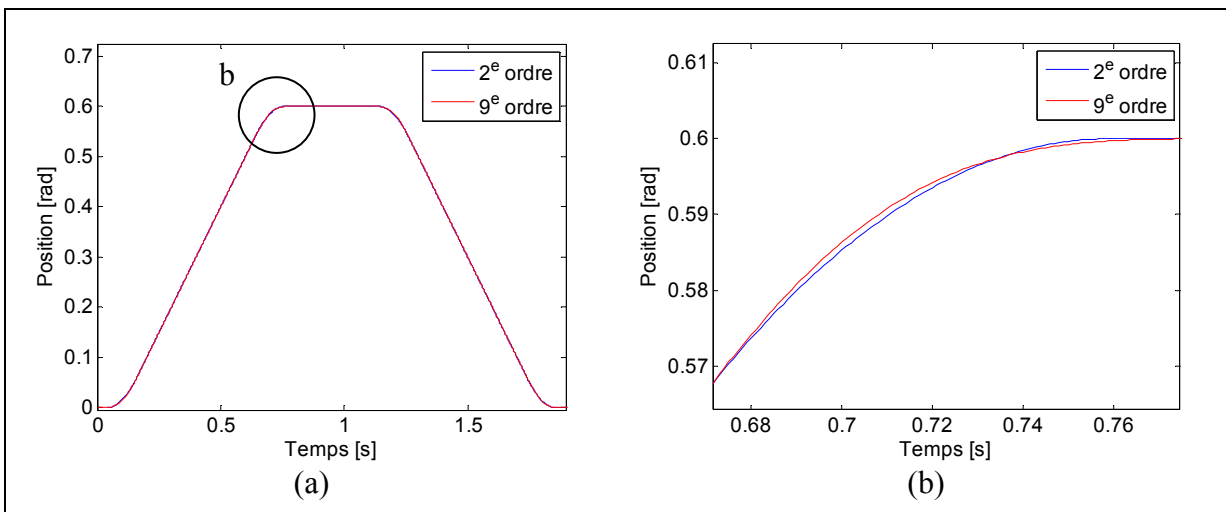 0.7
0.6
0.5
0.4
0.3
0.2
0.1
0
Position [rad]
b
2e ordre
9e ordre
0
0.5
1
1.5
Temps [s]
(a)
0.61
0.6
0.59
0.58
0.57
Position [rad]
2e ordre
9e ordre
0.68
0.7
0.72
0.74
0.76
Temps [s]
(b)